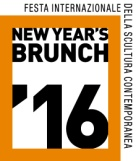 FESTA INTERNAZIONALE
DELLA SCULTURA CONTEMPORANEA
NEW YEAR'S
BRUNCH
'16